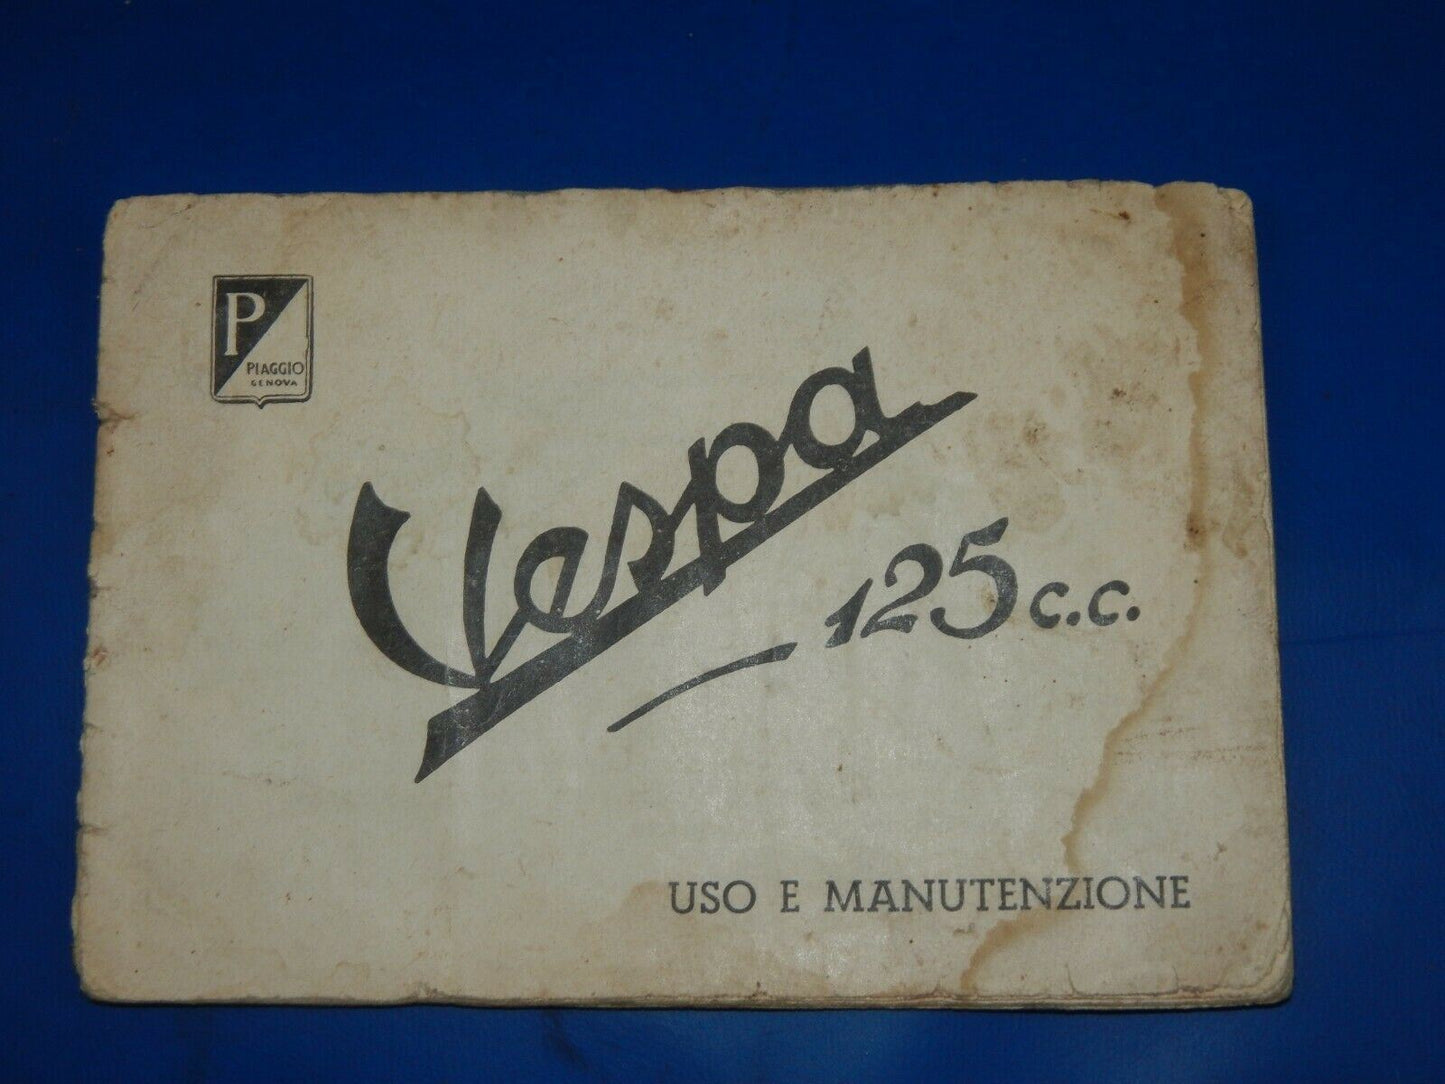 P
PIAGGIO
GENOVA
Vespa
125 c.c.
USO E MANUTENZIONE